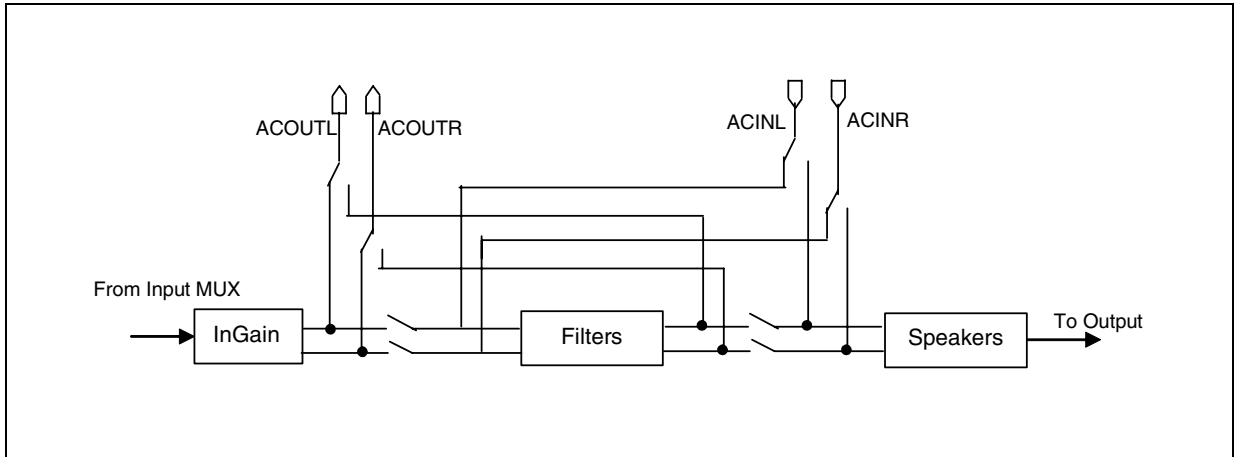 ACOUTL ACOUTR
ACINL ACINR
From Input MUX
InGain
Filters
Speakers
To Output